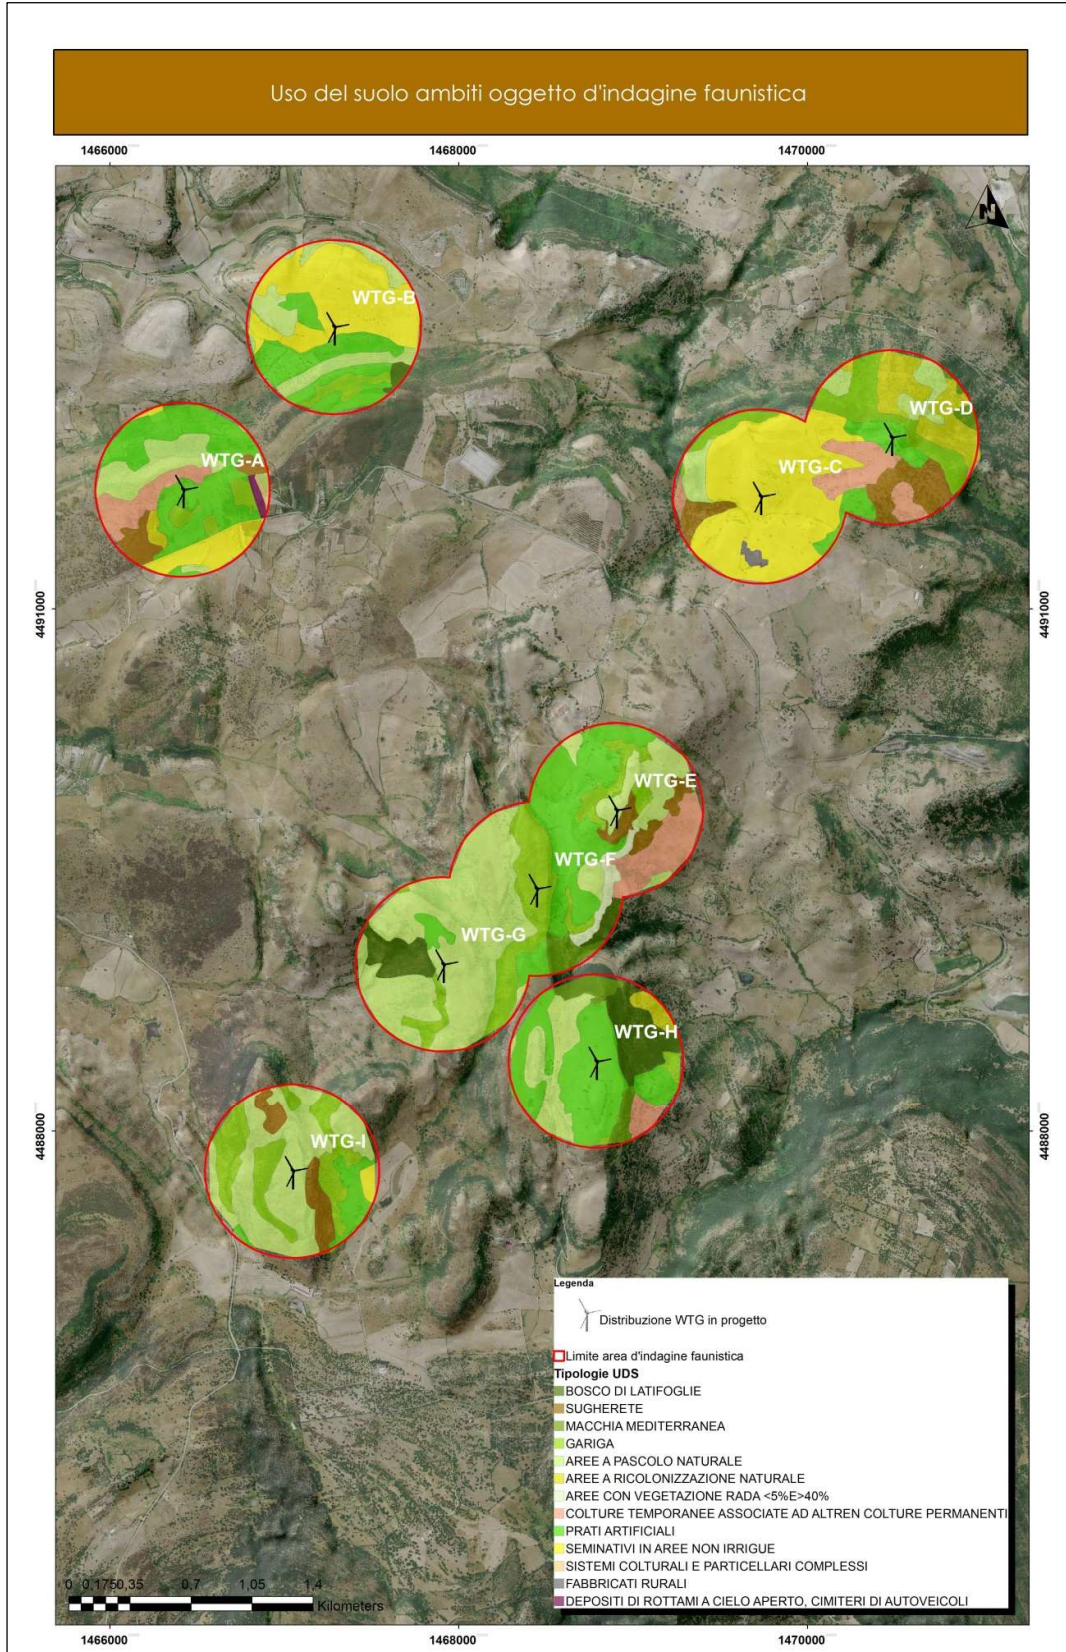 Uso del suolo ambiti oggetto d'indagine faunistica
1466000 1468000 1470000
N
WTG-B
WTG-D
WTG-A
WTG-C
4491000 4491000
WTG-E
WTG-F
WTG-G
WTG-H
4488000 4488000
WTG-I
Legenda
Distribuzione WTG in progetto
Limite area d'indagine faunistica
Tipologie UDS
BOSCO DI LATIFOGLIE
SUGHERETE
MACCHIA MEDITERRANEA
GARIGA
AREE A PASCOLO NATURALE
AREE A RICOLONIZZAZIONE NATURALE
AREE CON VEGETAZIONE RADA <5%E>40%
COLTURE TEMPORANEE ASSOCIATE AD ALTREN COLTURE PERMANENTI
PRATI ARTIFICIALI
SEMINATIVI IN AREE NON IRRIGUE
SISTEMI COLTURALI E PARTICELLARI COMPLESSI
FABBRICATI RURALI
DEPOSITI DI ROTTAMI A CIELO APERTO, CIMITERI DI AUTOVEICOLI
0 0,175 0,35 0,7 1,05 1,4
Kilometers
1466000 1468000 1470000